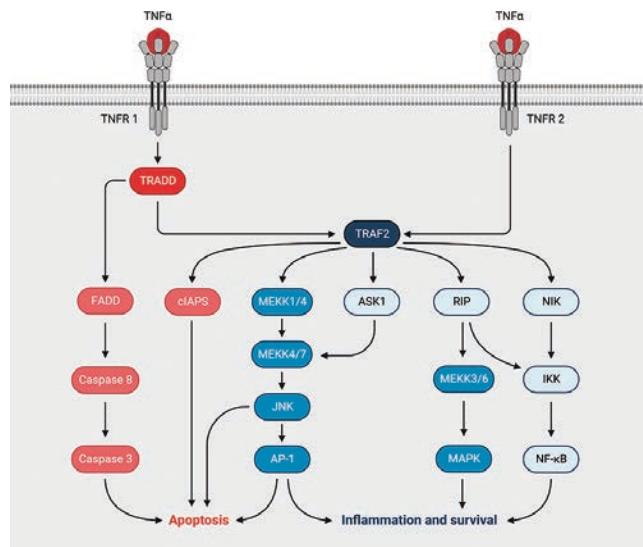 TNFα
TNFα
TNFR 1
TNFR 2
TRADD
TRAF2
FADD
cIAPS
MEKK1/4
ASK1
RIP
NIK
MEKK4/7
Caspase 8
MEKK3/6
IKK
JNK
Caspase 3
AP-1
MAPK
NF-κB
Apoptosis
Inflammation and survival